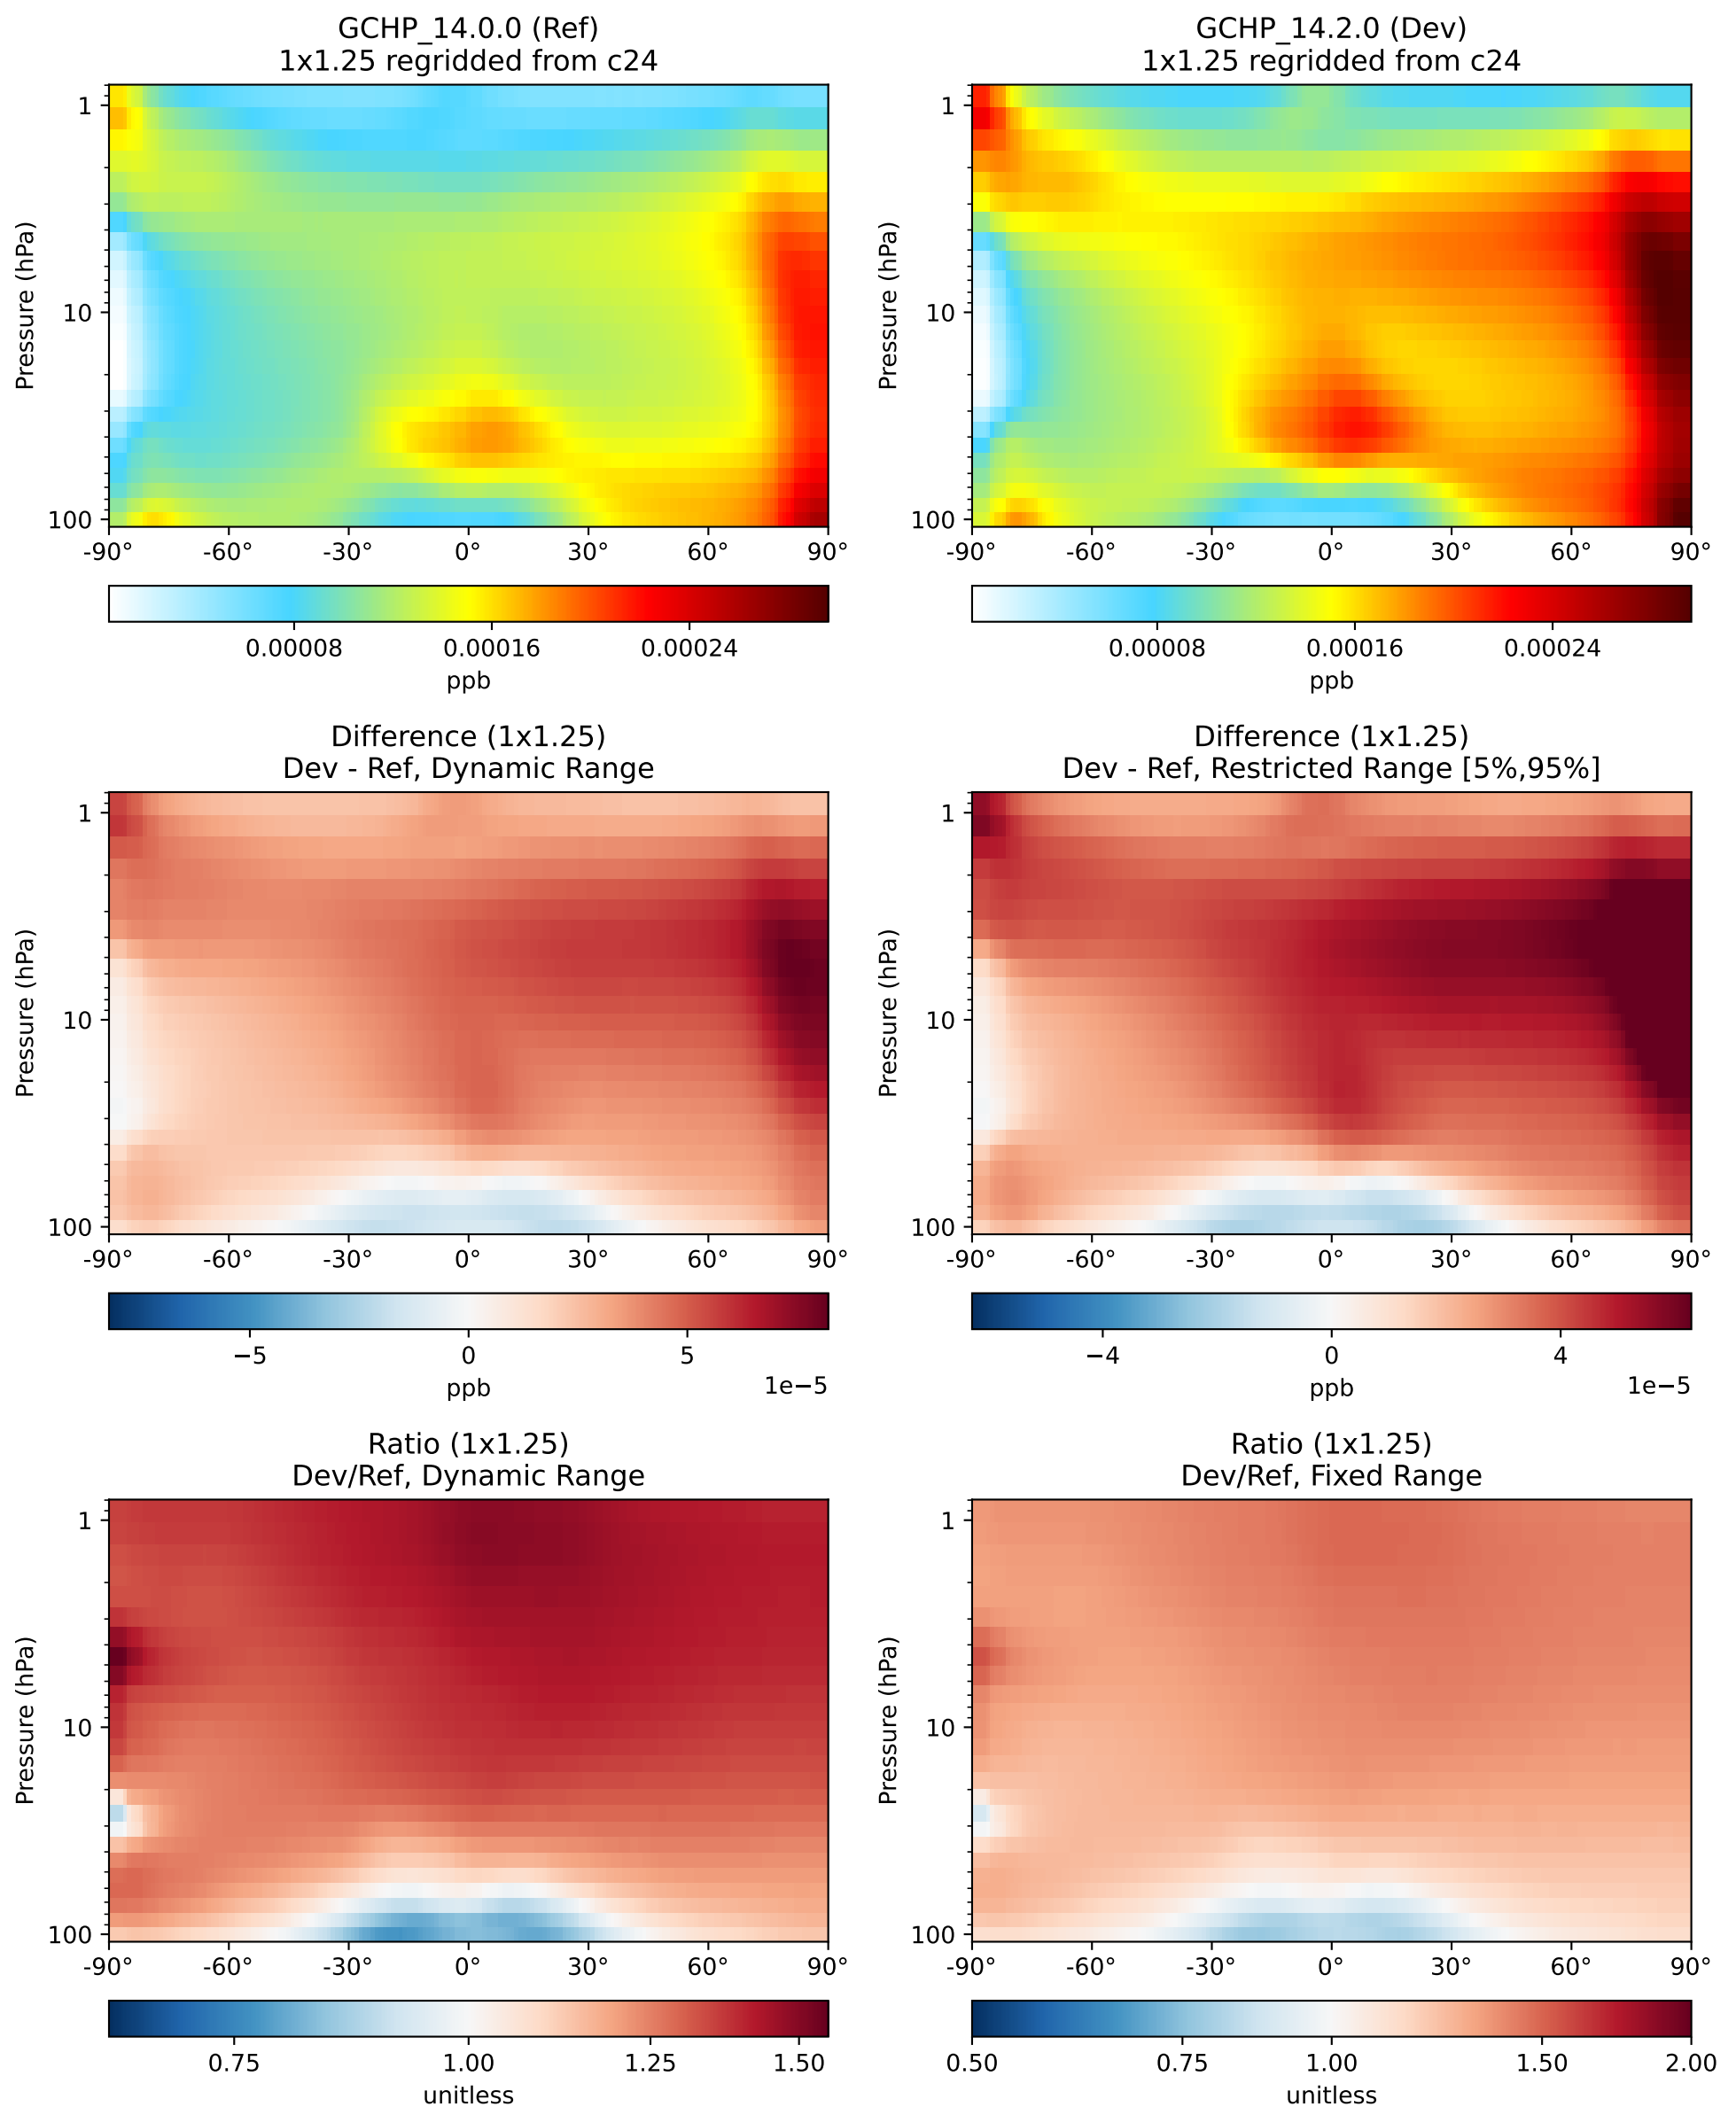 GCHP_14.0.0 (Ref)
1x1.25 regridded from c24
Pressure (hPa)
1
10
100
-90° -60° -30° 0° 30° 60° 90°
0.00008 0.00016 0.00024
ppb
GCHP_14.2.0 (Dev)
1x1.25 regridded from c24
Pressure (hPa)
1
10
100
-90° -60° -30° 0° 30° 60° 90°
0.00008 0.00016 0.00024
ppb
Difference (1x1.25)
Dev - Ref, Dynamic Range
Pressure (hPa)
1
10
100
-90° -60° -30° 0° 30° 60° 90°
−5 0 5
1e−5
ppb
Difference (1x1.25)
Dev - Ref, Restricted Range [5%,95%]
Pressure (hPa)
1
10
100
-90° -60° -30° 0° 30° 60° 90°
−4 0 4
1e−5
ppb
Ratio (1x1.25)
Dev/Ref, Dynamic Range
Pressure (hPa)
1
10
100
-90° -60° -30° 0° 30° 60° 90°
0.75 1.00 1.25 1.50
unitless
Ratio (1x1.25)
Dev/Ref, Fixed Range
Pressure (hPa)
1
10
100
-90° -60° -30° 0° 30° 60° 90°
0.50 0.75 1.00 1.50 2.00
unitless